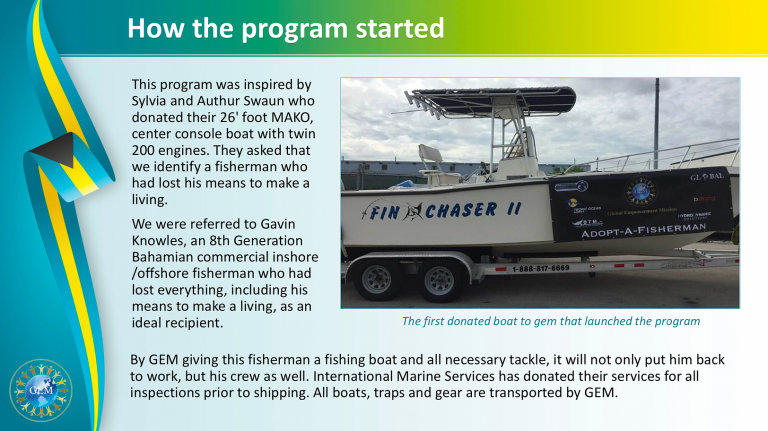 How the program started
This program was inspired by
Sylvia and Authur Swaun who
donated their 26' foot MAKO,
center console boat with twin
200 engines. They asked that
we identify a fisherman who
had lost his means to make a
living.
We were referred to Gavin
Knowles, an 8th Generation
Bahamian commercial inshore
/offshore fisherman who had
lost everything, including his
means to make a living, as an
ideal recipient.
FIN CHASER II
GL BAL
Global Empowerment Mission
ADOPT-A-FISHERMAN
1-888-817-6669
The first donated boat to gem that launched the program
By GEM giving this fisherman a fishing boat and all necessary tackle, it will not only put him back
to work, but his crew as well. International Marine Services has donated their services for all
inspections prior to shipping. All boats, traps and gear are transported by GEM.
GEM